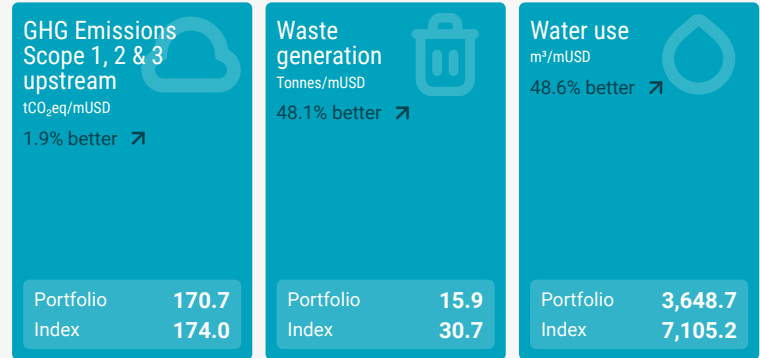 GHG Emissions
Scope 1, 2 & 3
upstream
tCO₂eq/mUSD
1.9% better
Portfolio 170.7
Index 174.0
Waste
generation
Tonnes/mUSD
48.1% better
Portfolio 15.9
Index 30.7
Water use
m³/mUSD
48.6% better
Portfolio 3,648.7
Index 7,105.2